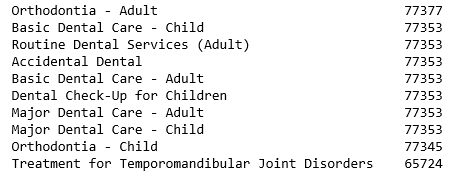 Orthodontia - Adult 77377
Basic Dental Care - Child 77353
Routine Dental Services (Adult) 77353
Accidental Dental 77353
Basic Dental Care - Adult 77353
Dental Check-Up for Children 77353
Major Dental Care - Adult 77353
Major Dental Care - Child 77353
Orthodontia - Child 77345
Treatment for Temporomandibular Joint Disorders 65724